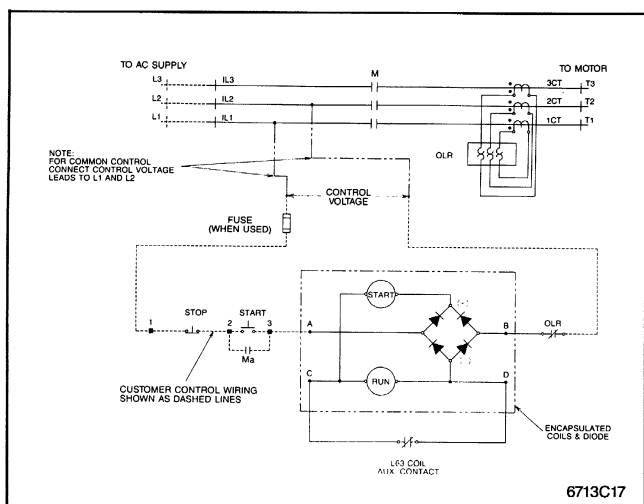 TO AC SUPPLY
M
TO MOTOR
L3
IL3
3CT
T3
L2
IL2
2CT
T2
L1
IL1
1CT
T1
OLR
NOTE:
FOR COMMON CONTROL
CONNECT CONTROL VOLTAGE
LEADS TO L1 AND L2
CONTROL
VOLTAGE
FUSE
(WHEN USED)
STOP
START
START
1
2
3
A
B
OLR
Ma
C
RUN
D
CUSTOMER CONTROL WIRING
SHOWN AS DASHED LINES
ENCAPSULATED
COILS & DIODE
L63 COIL
AUX. CONTACT
6713C17